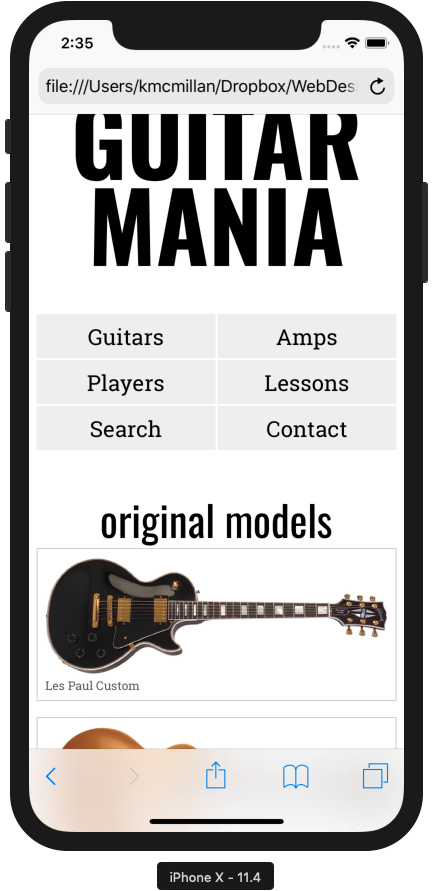 2:35
file:///Users/kmcmillan/Dropbox/WebDesi
GUITAR
MANIA
Guitars
Amps
Players
Lessons
Search
Contact
original models
Les Paul Custom
iPhone X - 11.4